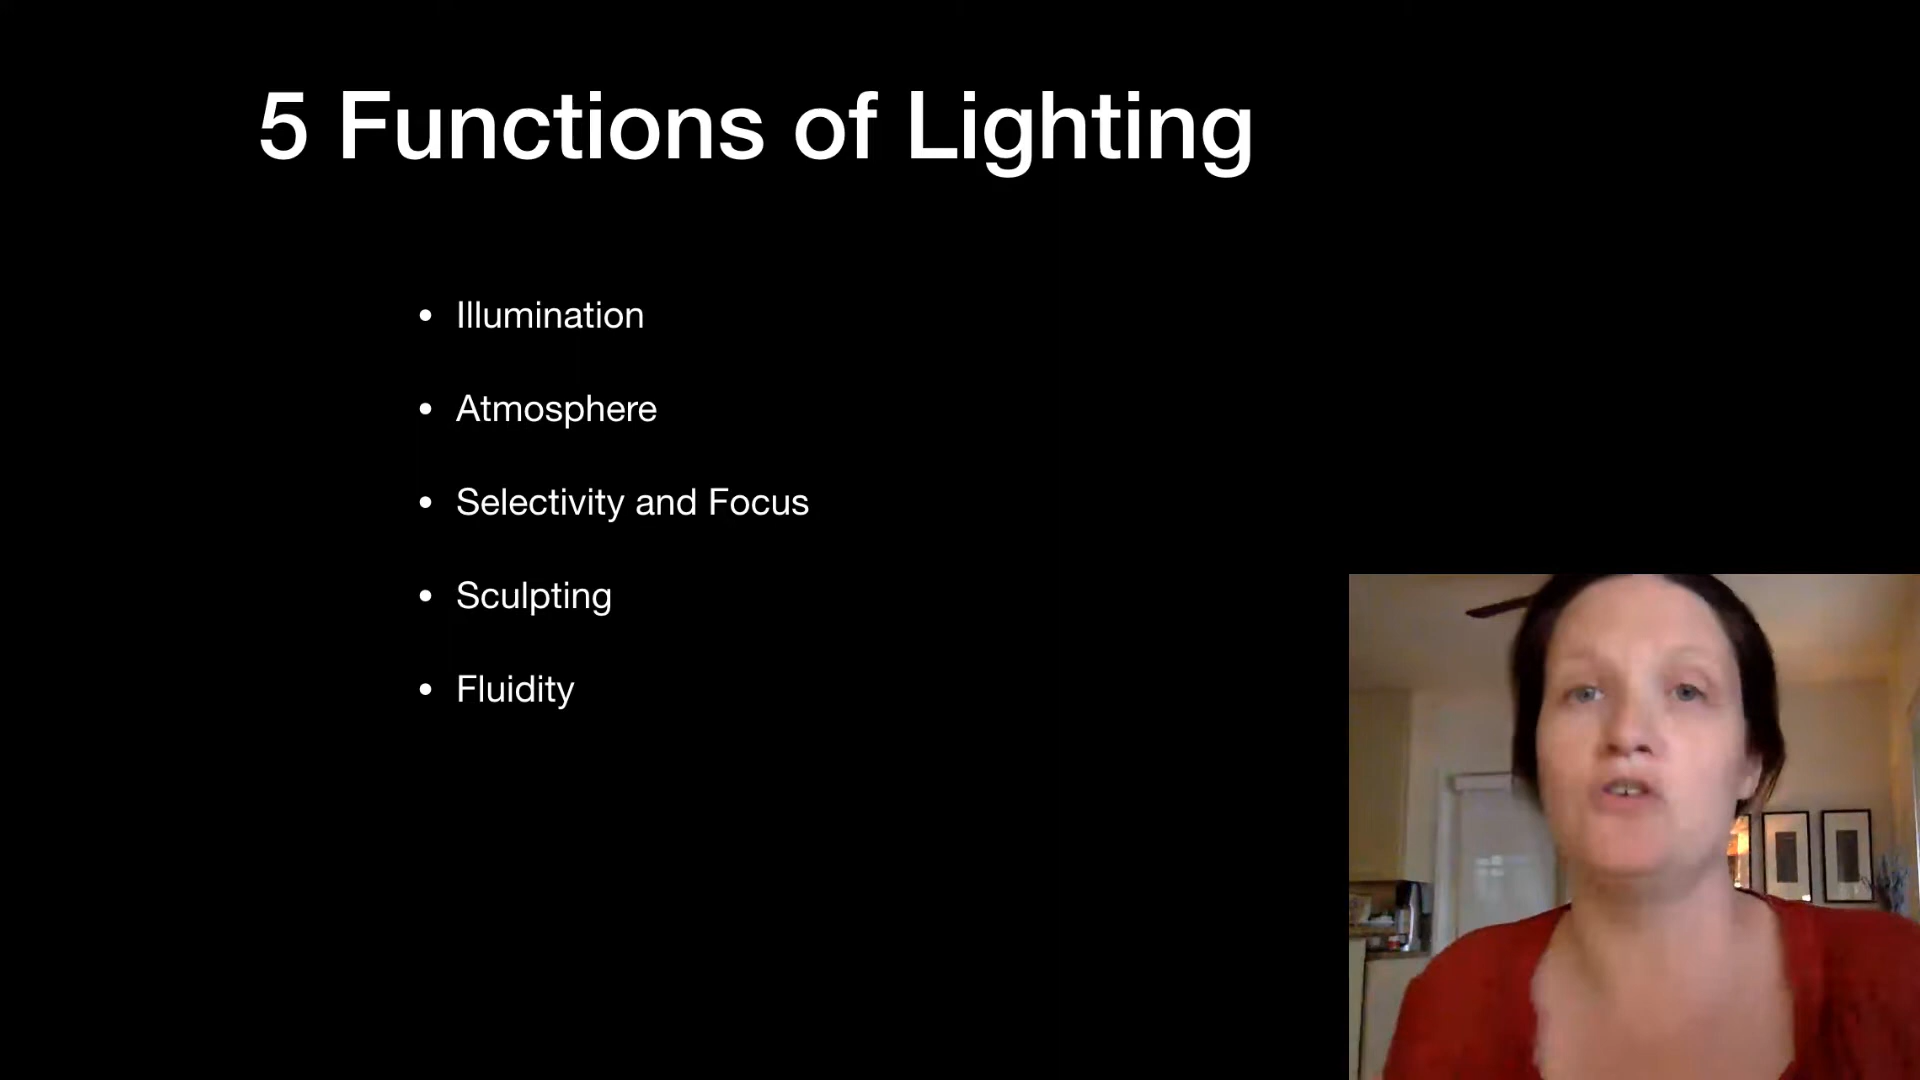 5 Functions of Lighting
• Illumination
• Atmosphere
• Selectivity and Focus
• Sculpting
• Fluidity